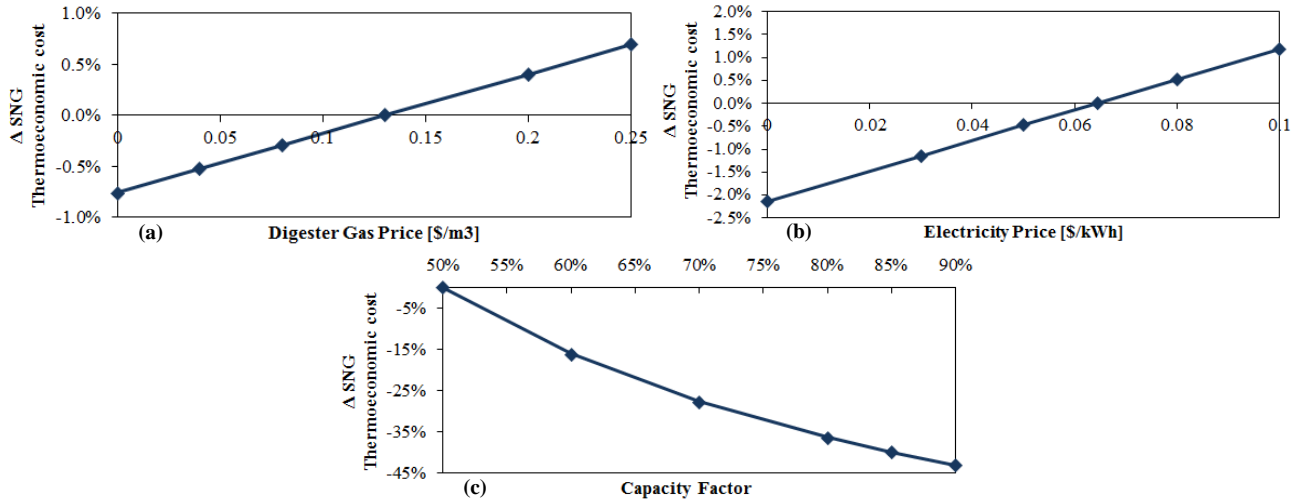 1.0%
0.5%
0.0%
-0.5%
-1.0%
Δ SNG
Thermoeconomic cost
0 0.05 0.1 0.15 0.2 0.25
(a) Digester Gas Price [$/m3]
2.0%
1.5%
1.0%
0.5%
0.0%
-0.5%
-1.0%
-1.5%
-2.0%
-2.5%
Δ SNG
Thermoeconomic cost
0 0.02 0.04 0.06 0.08 0.1
(b) Electricity Price [$/kWh]
50% 55% 60% 65% 70% 75% 80% 85% 90%
-5%
-15%
-25%
-35%
-45%
Δ SNG
Thermoeconomic cost
(c) Capacity Factor